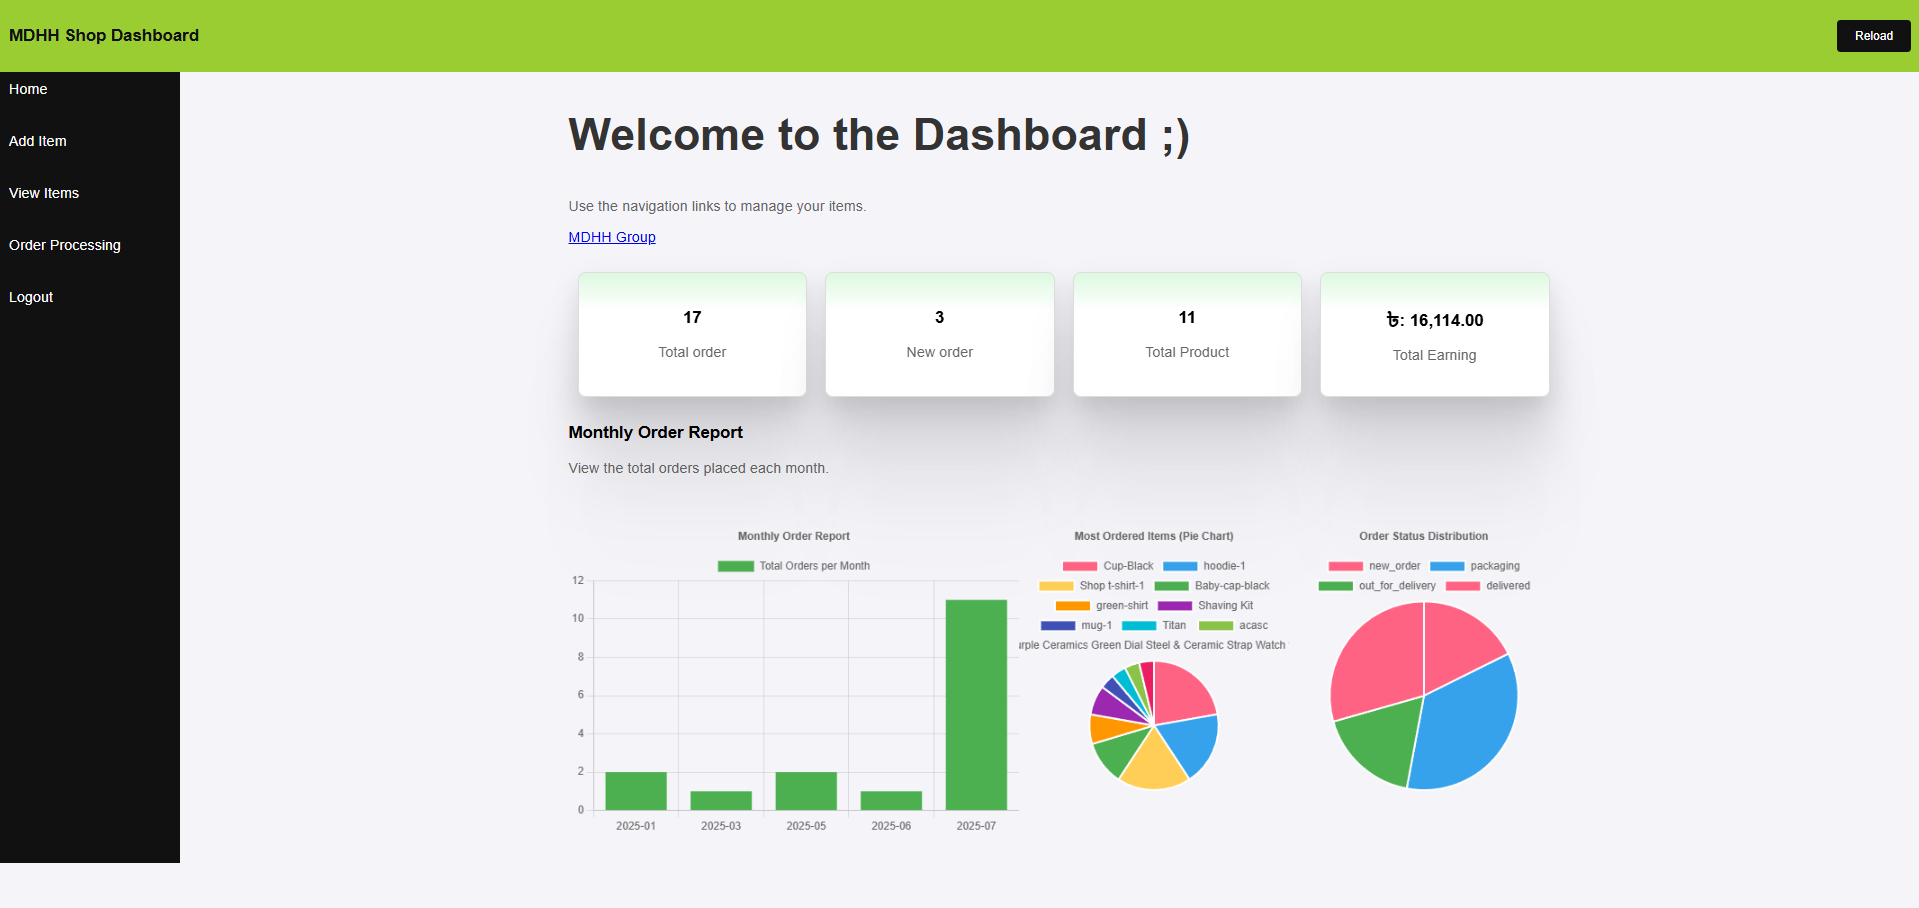 MDHH Shop Dashboard
Reload
Home
Add Item
View Items
Order Processing
Logout
Welcome to the Dashboard ;)
Use the navigation links to manage your items.
MDHH Group
17
Total order
3
New order
11
Total Product
৳: 16,114.00
Total Earning
Monthly Order Report
View the total orders placed each month.
Monthly Order Report
Total Orders per Month
12
10
8
6
4
2
0
2025-01 2025-03 2025-05 2025-06 2025-07
Most Ordered Items (Pie Chart)
Cup-Black hoodie-1
Shop t-shirt-1 Baby-cap-black
green-shirt Shaving Kit
mug-1 Titan acasc
Ceramics Green Dial Steel & Ceramic Strap Watch
Order Status Distribution
new_order packaging
out_for_delivery delivered